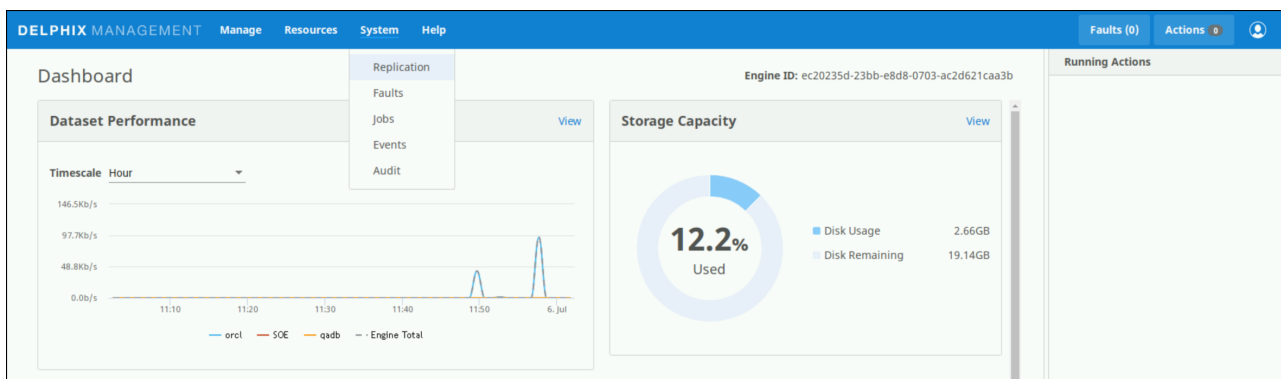 DELPHIX MANAGEMENT Manage Resources System Help Faults (0) Actions 0
Replication
Faults
Jobs
Events
Audit
Dashboard
Engine ID: ec20235d-23bb-e8d8-0703-ac2d621caa3b
Running Actions
Dataset Performance View
Timescale Hour
146.5Kb/s
97.7Kb/s
48.8Kb/s
0.0b/s
11:10 11:20 11:30 11:40 11:50 6. Jul
orcl SOE qadb Engine Total
Storage Capacity View
12.2%
Used
Disk Usage 2.66GB
Disk Remaining 19.14GB